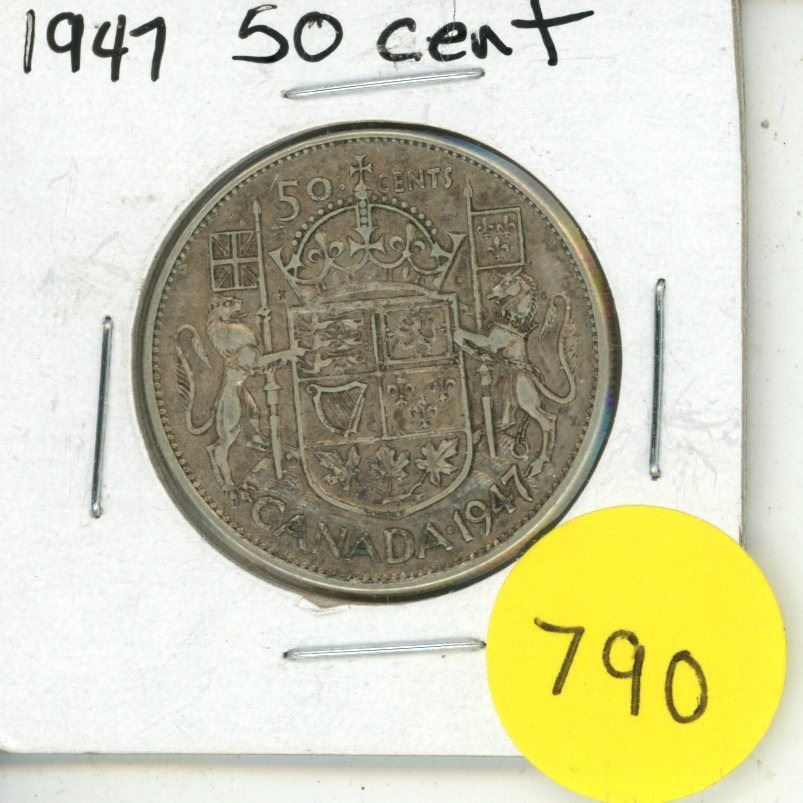 1947 50 cent
50 · CENTS
K G
CANADA · 1947
790